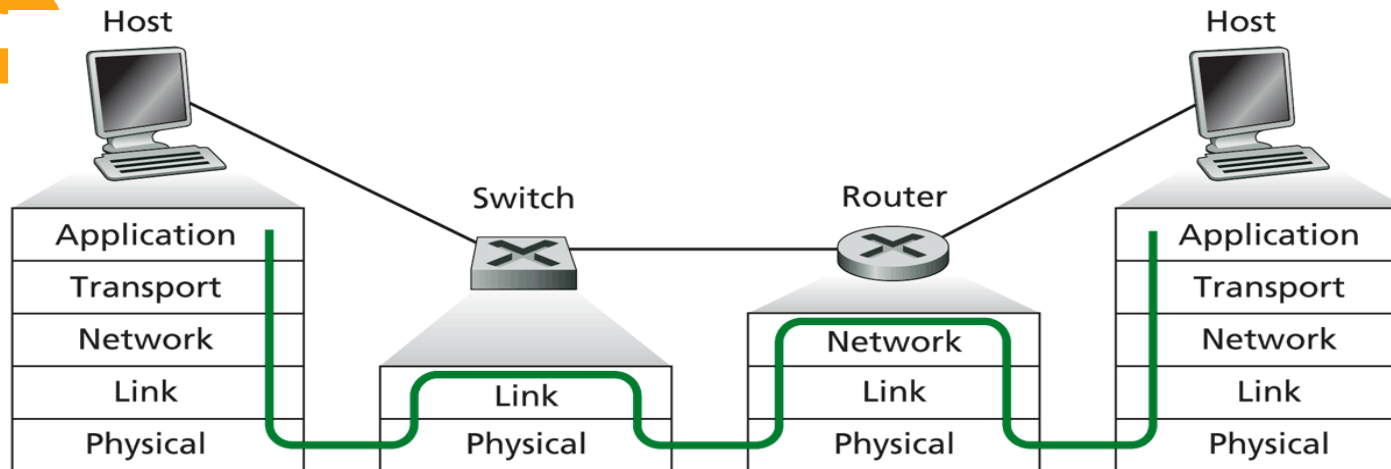 Host
Host
Switch
Router
Application
Transport
Network
Link
Physical
Link
Physical
Network
Link
Physical
Application
Transport
Network
Link
Physical